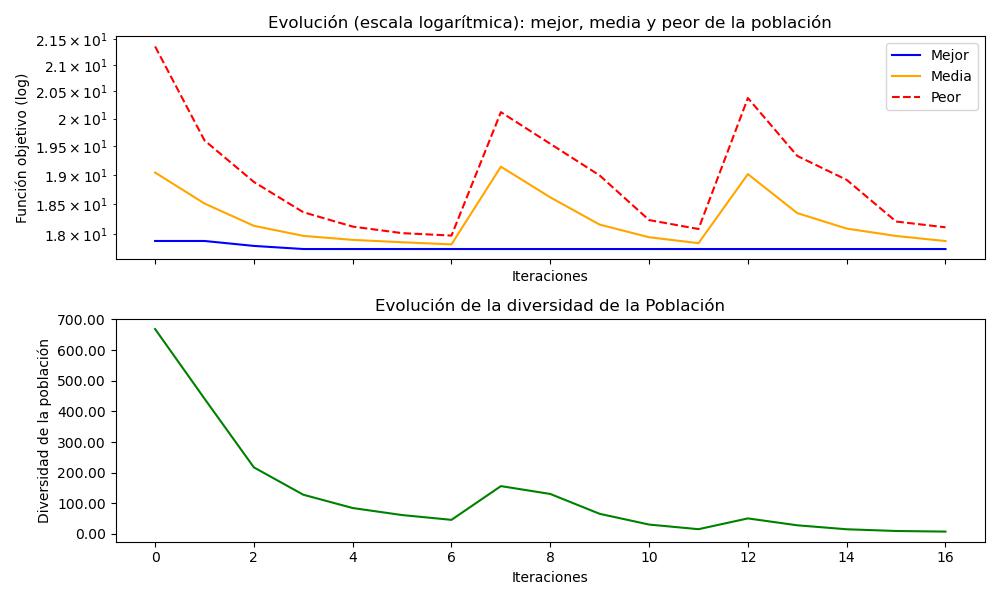 Evolución (escala logarítmica): mejor, media y peor de la población
Función objetivo (log)
2.15 × 10¹
2.1 × 10¹
2.05 × 10¹
2 × 10¹
1.95 × 10¹
1.9 × 10¹
1.85 × 10¹
1.8 × 10¹
Mejor
Media
Peor
Iteraciones
Evolución de la diversidad de la Población
Diversidad de la población
700.00
600.00
500.00
400.00
300.00
200.00
100.00
0.00
0 2 4 6 8 10 12 14 16
Iteraciones